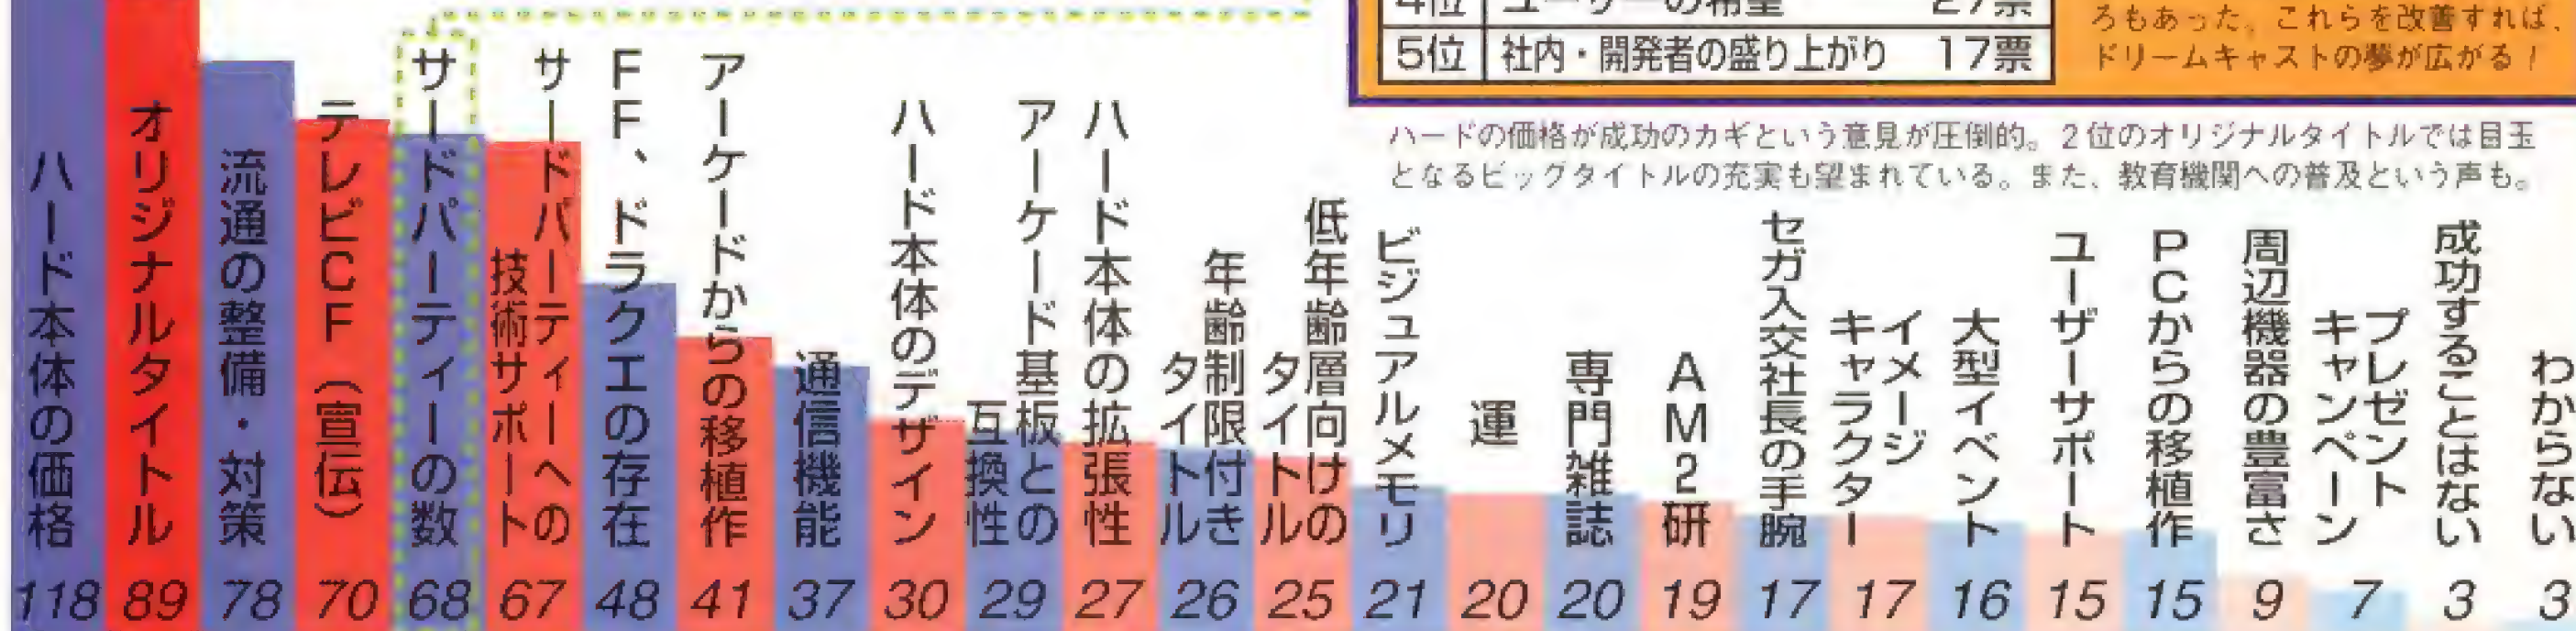 4位 ユーザーの希望 27票
5位 社内・開発者の盛り上がり 17票
ろもあった。これらを改善すれば、
ドリームキャストの夢が広がる！
ハードの価格が成功のカギという意見が圧倒的。2位のオリジナルタイトルでは目玉
となるビッグタイトルの充実も望まれている。また、教育機関への普及という声も。
ハード本体の価格
118
オリジナルタイトル
89
流通の整備・対策
78
テレビCF（宣伝）
70
サードパーティーの数
68
サードパーティーへの
技術サポート
67
FF、ドラクエの存在
48
アーケードからの移植作
41
通信機能
37
ハード本体のデザイン
30
アーケード基板との
互換性
29
ハード本体の拡張性
27
年齢制限付き
タイトル
26
低年齢層向けの
タイトル
25
ビジュアルメモリ
21
運
20
専門雑誌
20
AM2研
19
セガ入交社長の手腕
17
イメージ
キャラクター
17
大型イベント
16
ユーザーサポート
15
PCからの移植作
15
周辺機器の豊富さ
9
プレゼント
キャンペーン
7
成功することはない
3
わからない
3